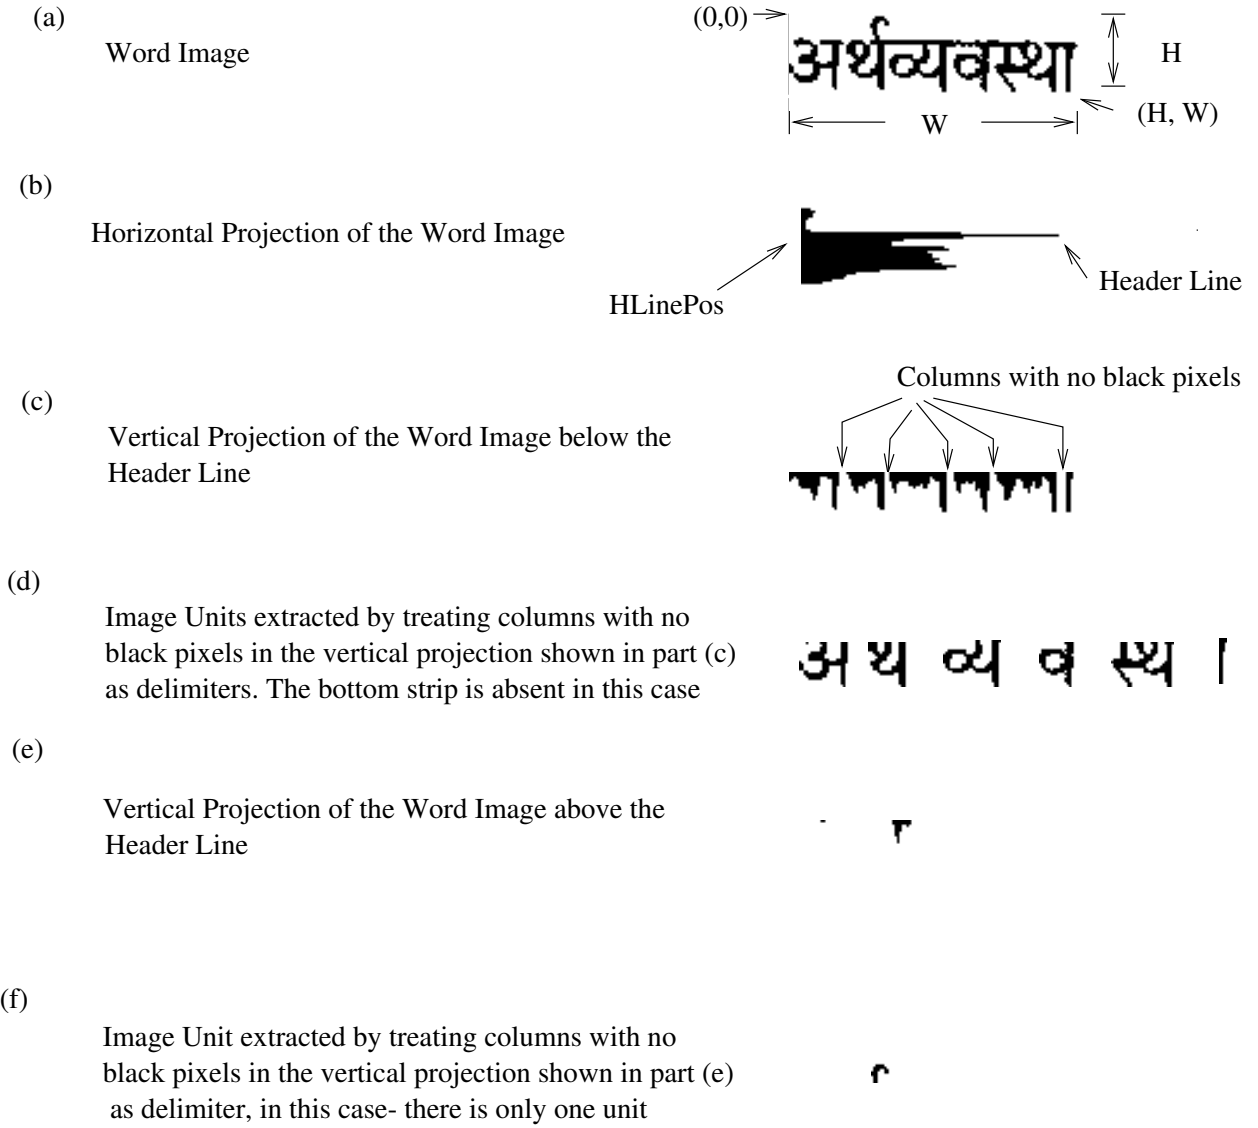 (a)
Word Image
(0,0)
अर्थव्यवस्था
H
(H, W)
W
(b)
Horizontal Projection of the Word Image
HLinePos
Header Line
(c)
Columns with no black pixels
Vertical Projection of the Word Image below the
Header Line
(d)
Image Units extracted by treating columns with no
black pixels in the vertical projection shown in part (c)
as delimiters. The bottom strip is absent in this case
अ थ व्य व स्थ ा
(e)
Vertical Projection of the Word Image above the
Header Line
(f)
Image Unit extracted by treating columns with no
black pixels in the vertical projection shown in part (e)
as delimiter, in this case- there is only one unit